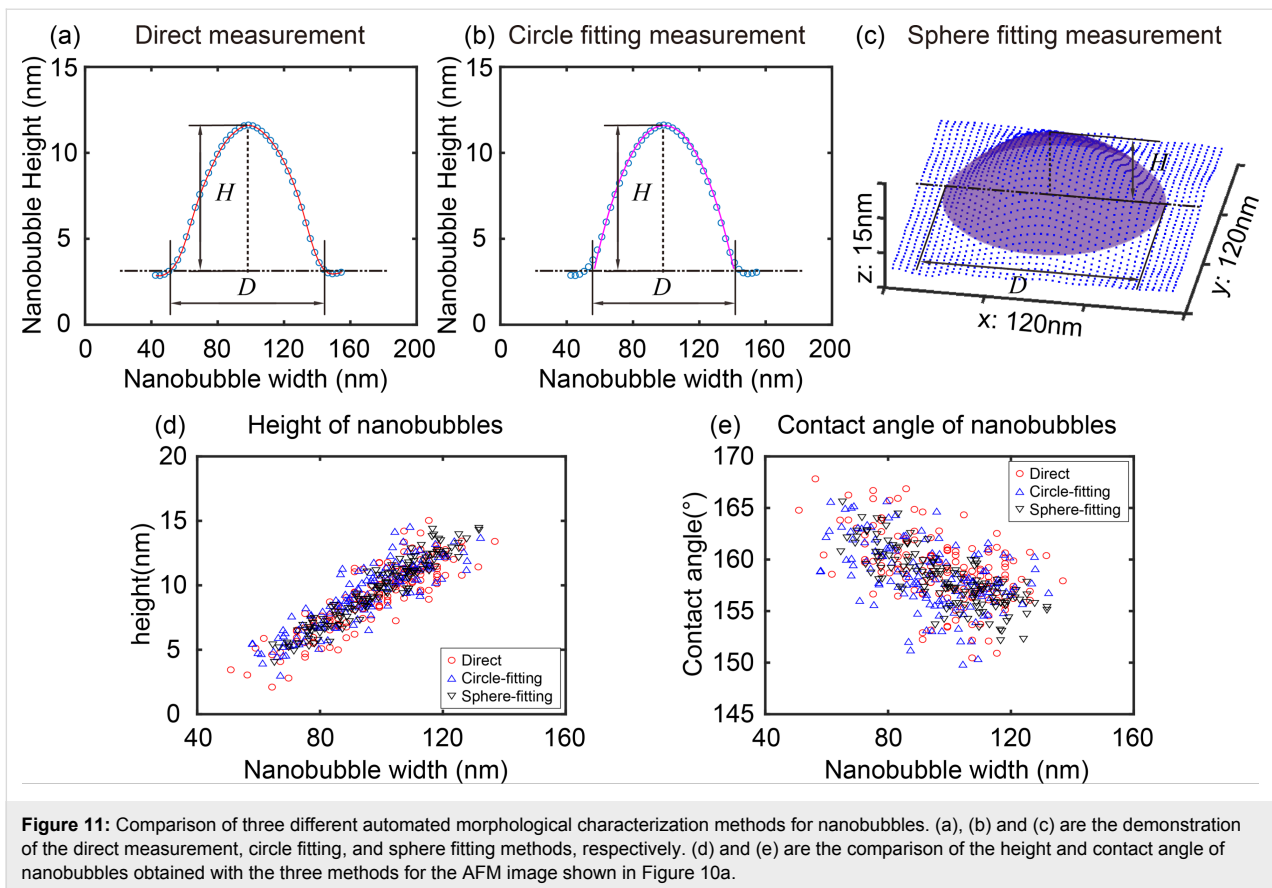 (a) Direct measurement
(b) Circle fitting measurement
(c) Sphere fitting measurement
Nanobubble Height (nm)
15
10
5
0
H
D
0 40 80 120 160 200
Nanobubble width (nm)
Nanobubble Height (nm)
15
10
5
0
H
D
0 40 80 120 160 200
Nanobubble width (nm)
H
D
z: 15nm
x: 120nm
y: 120nm
(d) Height of nanobubbles
height(nm)
20
15
10
5
0
Direct
Circle-fitting
Sphere-fitting
40 80 120 160
Nanobubble width (nm)
(e) Contact angle of nanobubbles
Contact angle(°)
170
165
160
155
150
145
Direct
Circle-fitting
Sphere-fitting
40 80 120 160
Nanobubble width (nm)
Figure 11: Comparison of three different automated morphological characterization methods for nanobubbles. (a), (b) and (c) are the demonstration
of the direct measurement, circle fitting, and sphere fitting methods, respectively. (d) and (e) are the comparison of the height and contact angle of
nanobubbles obtained with the three methods for the AFM image shown in Figure 10a.